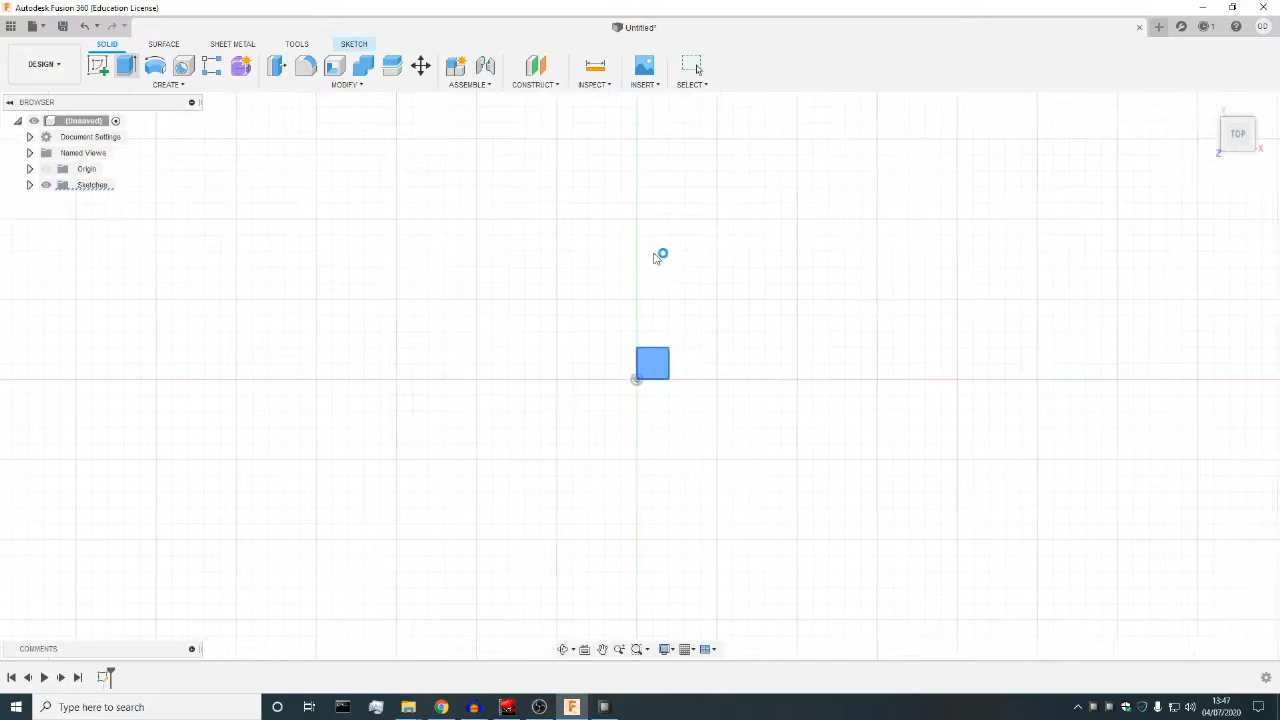 Autodesk Fusion 360 (Education License)
Untitled*
1
OD
DESIGN
SOLID
SURFACE
SHEET METAL
TOOLS
SKETCH
CREATE
MODIFY
ASSEMBLE
CONSTRUCT
INSPECT
INSERT
SELECT
BROWSER
(Unsaved)
Document Settings
Named Views
Origin
Sketches
Y
TOP
X
Z
COMMENTS
Type here to search
13:47
04/07/2020